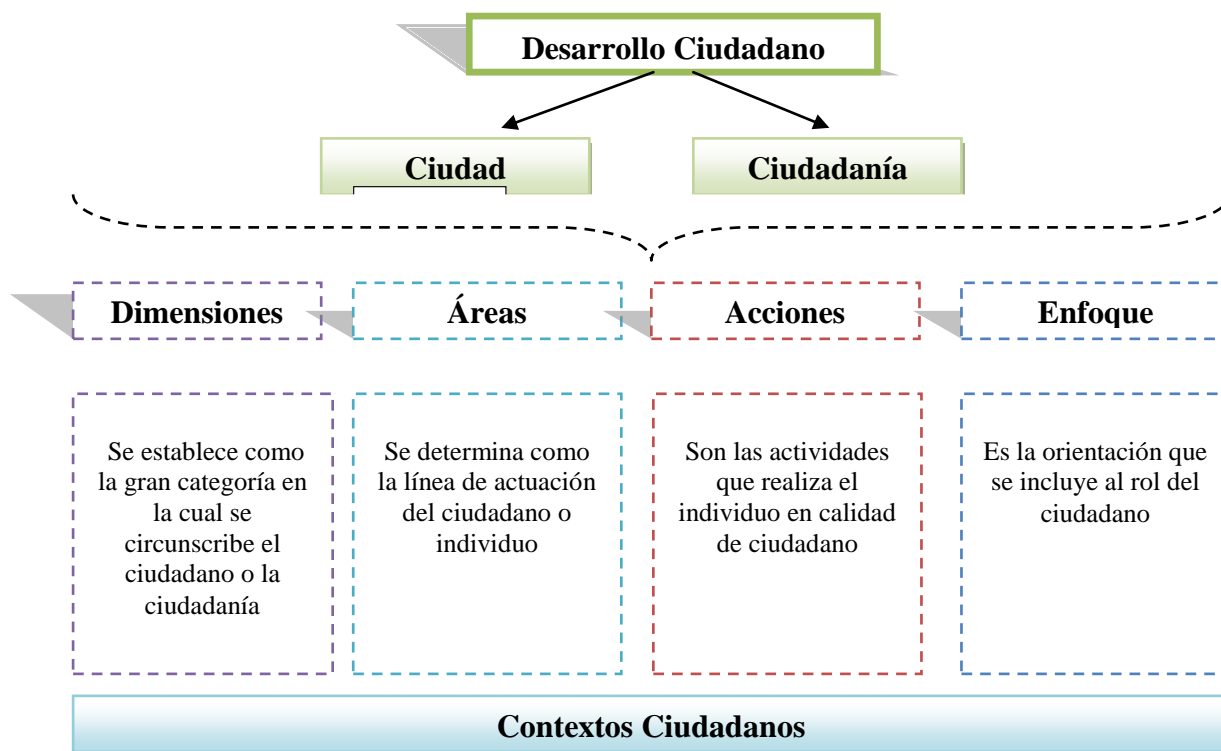 Desarrollo Ciudadano
Ciudad
Ciudadanía
Dimensiones
Áreas
Acciones
Enfoque
Se establece como
la gran categoría en
la cual se
circunscribe el
ciudadano o la
ciudadanía
Se determina como
la línea de actuación
del ciudadano o
individuo
Son las actividades
que realiza el
individuo en calidad
de ciudadano
Es la orientación que
se incluye al rol del
ciudadano
Contextos Ciudadanos